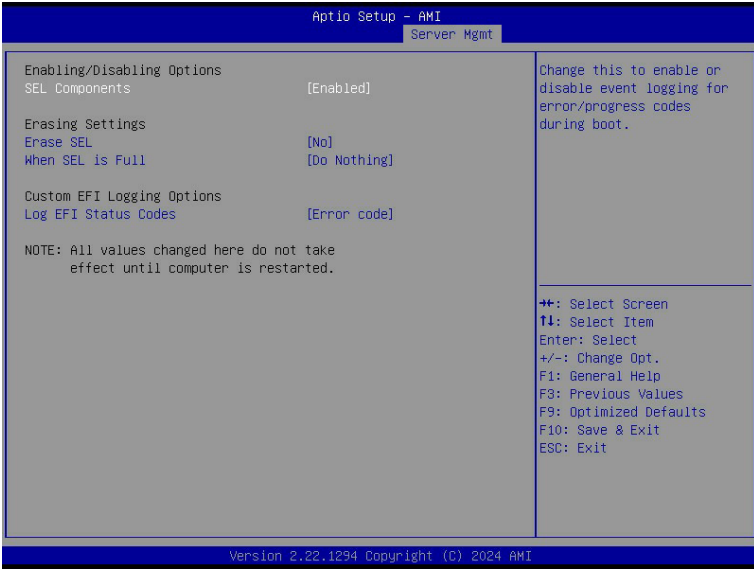 Aptio Setup – AMI
Server Mgmt
Enabling/Disabling Options
SEL Components [Enabled]
Erasing Settings
Erase SEL [No]
When SEL is Full [Do Nothing]
Custom EFI Logging Options
Log EFI Status Codes [Error code]
NOTE: All values changed here do not take
effect until computer is restarted.
Change this to enable or
disable event logging for
error/progress codes
during boot.
→←: Select Screen
↑↓: Select Item
Enter: Select
+/-: Change Opt.
F1: General Help
F3: Previous Values
F9: Optimized Defaults
F10: Save & Exit
ESC: Exit
Version 2.22.1294 Copyright (C) 2024 AMI